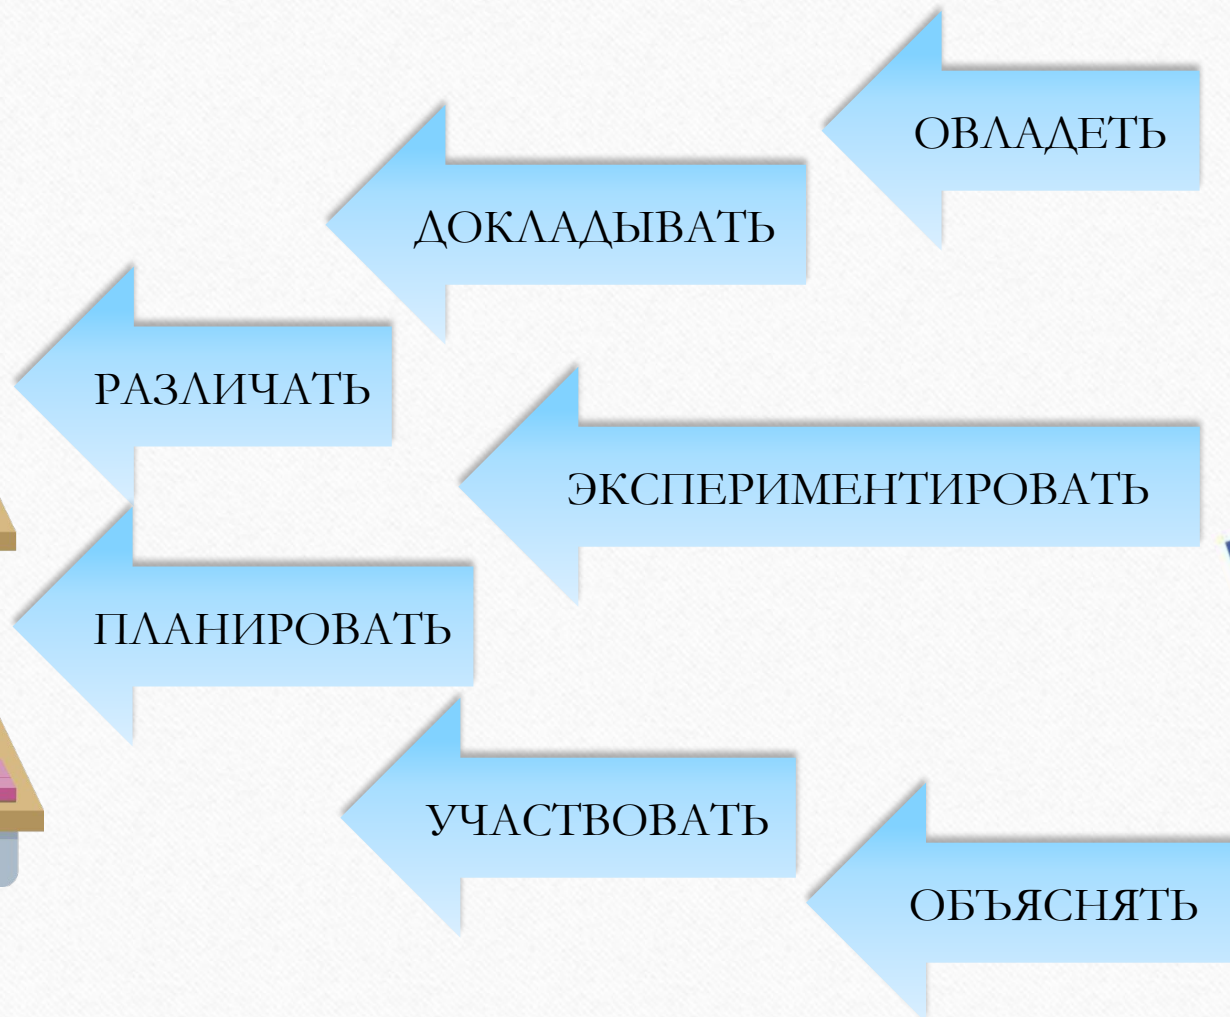 ОВЛАДЕТЬ
ДОКЛАДЫВАТЬ
РАЗЛИЧАТЬ
ЭКСПЕРИМЕНТИРОВАТЬ
ПЛАНИРОВАТЬ
УЧАСТВОВАТЬ
ОБЪЯСНЯТЬ